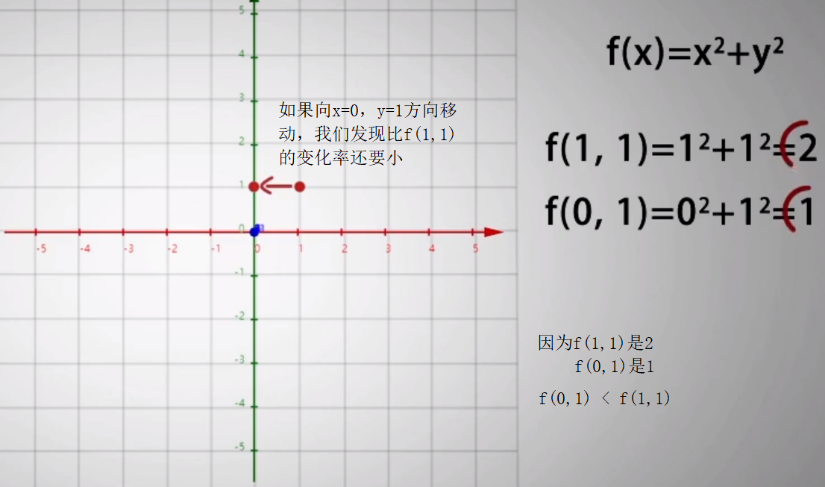 f(x)=x²+y²
如果向x=0，y=1方向移
动，我们发现比f(1,1)
的变化率还要小
f(1, 1)=1²+1²=2
f(0, 1)=0²+1²=1
5
4
3
2
1
0
-1
-2
-3
-4
-5
-5 -4 -3 -2 -1 0 1 2 3 4 5
因为f(1,1)是2
f(0,1)是1
f(0,1) < f(1,1)